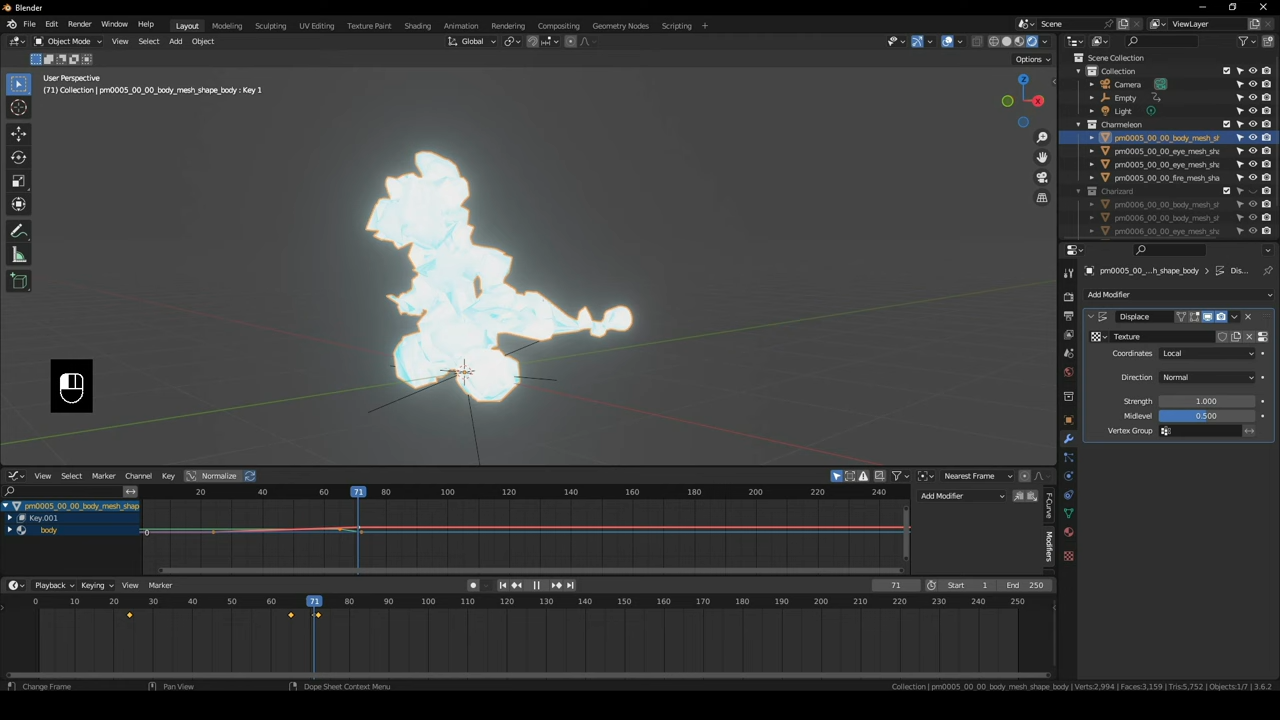 Blender
File Edit Render Window Help Layout Modeling Sculpting UV Editing Texture Paint Shading Animation Rendering Compositing Geometry Nodes Scripting + Scene ViewLayer
Object Mode View Select Add Object Global
Options
User Perspective
(71) Collection | pm0005_00_00_body_mesh_shape_body : Key 1
Z
X
Scene Collection
Collection
Camera
Empty
Light
Charmeleon
pm0005_00_00_body_mesh_sh
pm0005_00_00_eye_mesh_sha
pm0005_00_00_eye_mesh_sha
pm0005_00_00_fire_mesh_sha
Charizard
pm0006_00_00_body_mesh_sh
pm0006_00_00_body_mesh_sh
pm0006_00_00_eye_mesh_sha
pm0005_00_...h_shape_body > Dis...
Add Modifier
Displace
Texture
Coordinates Local
Direction Normal
Strength 1.000
Midlevel 0.500
Vertex Group
View Select Marker Channel Key Normalize Nearest Frame
20 40 60 71 80 100 120 140 160 180 200 220 240
pm0005_00_00_body_mesh_shap
Key.001
body
0
Add Modifier
F-Curve
Modifiers
Playback Keying View Marker 71 Start 1 End 250
0 10 20 30 40 50 60 71 80 90 100 110 120 130 140 150 160 170 180 190 200 210 220 230 240 250
Change Frame Pan View Dope Sheet Context Menu Collection | pm0005_00_00_body_mesh_shape_body | Verts:2,994 | Faces:3,159 | Tris:5,752 | Objects:1/7 | 3.6.2